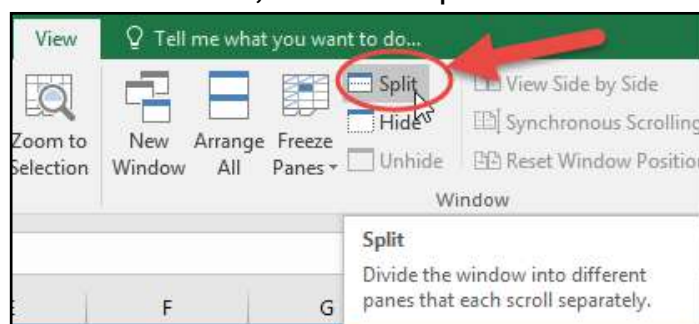 View Tell me what you want to do...
Split View Side by Side
Hide Synchronous Scrolling
Zoom to New Arrange Freeze Unhide Reset Window Position
Selection Window All Panes
Window
Split
Divide the window into different
panes that each scroll separately.
F G